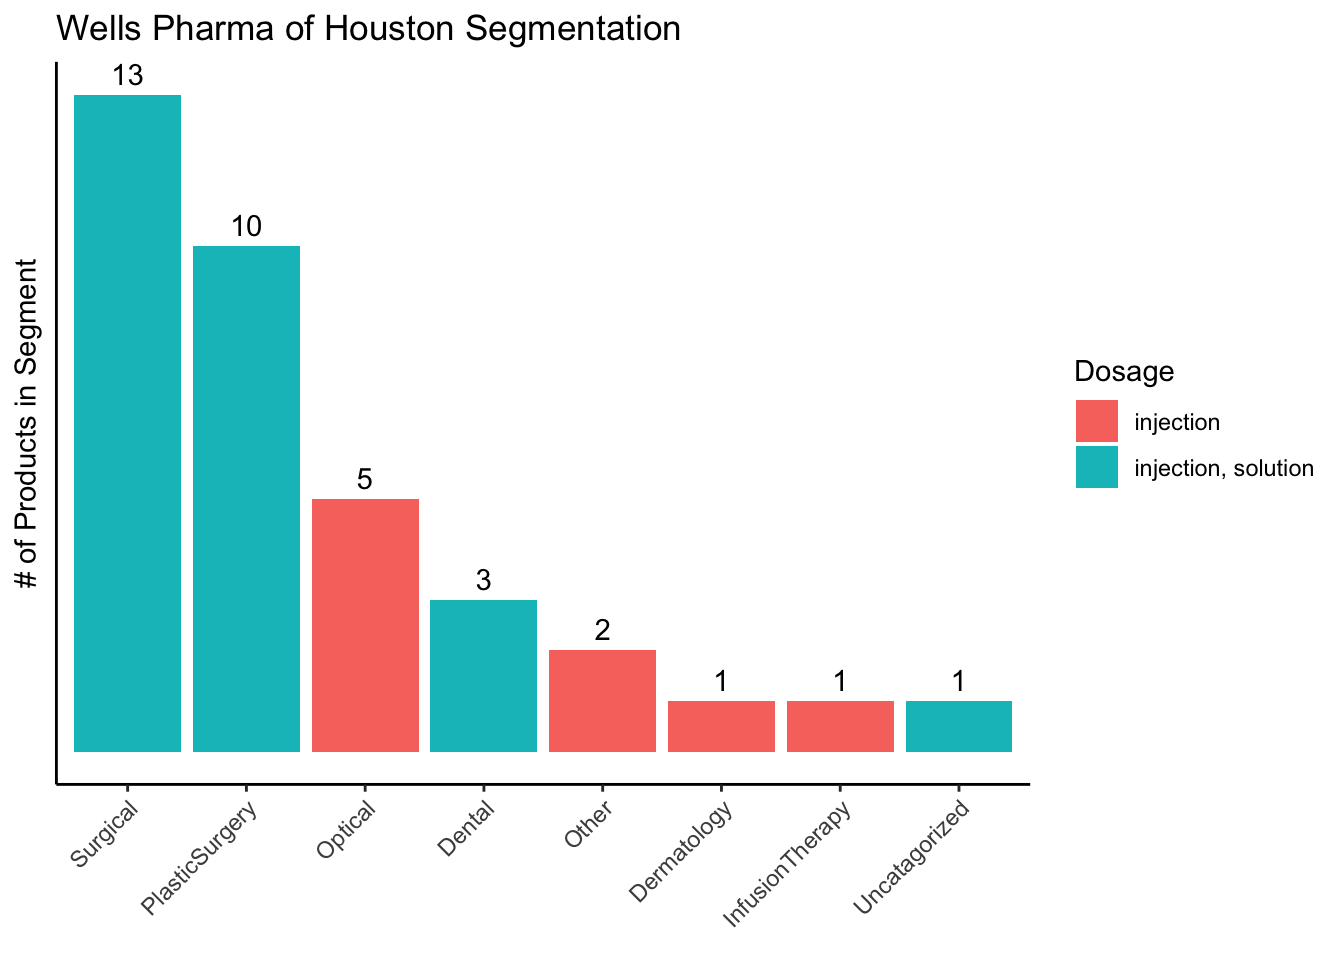 Wells Pharma of Houston Segmentation
13
10
5
3
2
1
1
1
# of Products in Segment
Surgical
PlasticSurgery
Optical
Dental
Other
Dermatology
InfusionTherapy
Uncatagorized
Dosage
injection
injection, solution